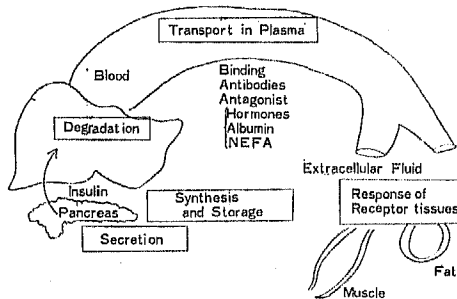 Transport in Plasma
Blood
Binding
Antibodies
Antagonist
Hormones
Albumin
NEFA
Degradation
Extracellular Fluid
Insulin
Pancreas
Synthesis
and Storage
Secretion
Response of
Receptor tissues
Fat
Muscle